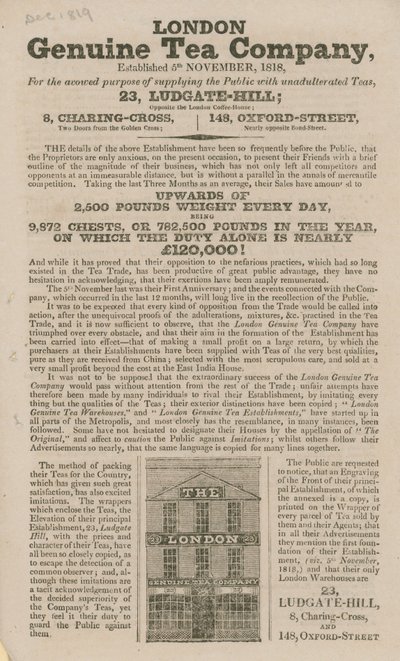 Dec. 1819
LONDON
Genuine Tea Company,
Established 5th NOVEMBER, 1818,
For the avowed purpose of supplying the Public with unadulterated Teas,
23, LUDGATE-HILL;
Opposite the London Coffee-House;
8, CHARING-CROSS,
Two Doors from the Golden Cross;
148, OXFORD-STREET,
Nearly opposite Bond-Street.
THE details of the above Establishment have been so frequently before the Public, that
the Proprietors are only anxious, on the present occasion, to present their Friends with a brief
outline of the magnitude of their business, which has not only left all competitors and
opponents at an immeasurable distance, but is without a parallel in the annals of mercantile
competition. Taking the last Three Months as an average, their Sales have amounted to
UPWARDS OF
2,500 POUNDS WEIGHT EVERY DAY,
BEING
9,872 CHESTS, OR 782,500 POUNDS IN THE YEAR,
ON WHICH THE DUTY ALONE IS NEARLY
£120,000!
And while it has proved that their opposition to the nefarious practices, which had so long
existed in the Tea Trade, has been productive of great public advantage, they have no
hesitation in acknowledging, that their exertions have been amply remunerated.
The 5th November last was their First Anniversary; and the events connected with the Com-
pany, which occurred in the last 12 months, will long live in the recollection of the Public.
It was to be expected that every kind of opposition from the Trade would be called into
action, after the unequivocal proofs of the adulterations, mixtures, &c. practised in the Tea
Trade, and it is now sufficient to observe, that the London Genuine Tea Company have
triumphed over every obstacle, and that their aim in the formation of the Establishment has
been carried into effect—that of making a small profit on a large return, by which the
purchasers at their Establishments have been supplied with Teas of the very best qualities,
pure as they are received from China; selected with the most scrupulous care, and sold at a
very small profit beyond the cost at the East India House.
It was not to be supposed that the extraordinary success of the London Genuine Tea
Company would pass without attention from the rest of the Trade; unfair attempts have
therefore been made by many individuals to rival their Establishment, by imitating every
thing but the qualities of the Teas; their exterior distinctions have been copied; "London
Genuine Tea Warehouses," and "London Genuine Tea Establishments," have started up in
all parts of the Metropolis, and most closely has the resemblance, in many instances, been
followed. Some have not hesitated to designate their Houses by the appellation of "The
Original," and affect to caution the Public against Imitations; whilst others follow their
Advertisements so nearly, that the same language is copied for many lines together.
The method of packing
their Teas for the Country,
which has given such great
satisfaction, has also excited
imitations. The wrappers
which enclose the Teas, the
Elevation of their principal
Establishment, 23, Ludgate
Hill, with the prices and
character of their Teas, have
all been so closely copied, as
to escape the detection of a
common observer; and, al-
though these imitations are
a tacit acknowledgement of
the decided superiority of
the Company's Teas, yet
they feel it their duty to
guard the Public against
them.
THE
23 LONDON 23
GENUINE TEA COMPANY
The Public are requested
to notice, that an Engraving
of the Front of their princi-
pal Establishment, of which
the annexed is a copy, is
printed on the Wrapper of
every parcel of Tea sold by
them and their Agents; that
in all their Advertisements
they mention the first foun-
dation of their Establish-
ment, (viz. 5th November,
1818,) and that their only
London Warehouses are
23,
LUDGATE-HILL,
8, Charing-Cross,
AND
148, OXFORD-STREET